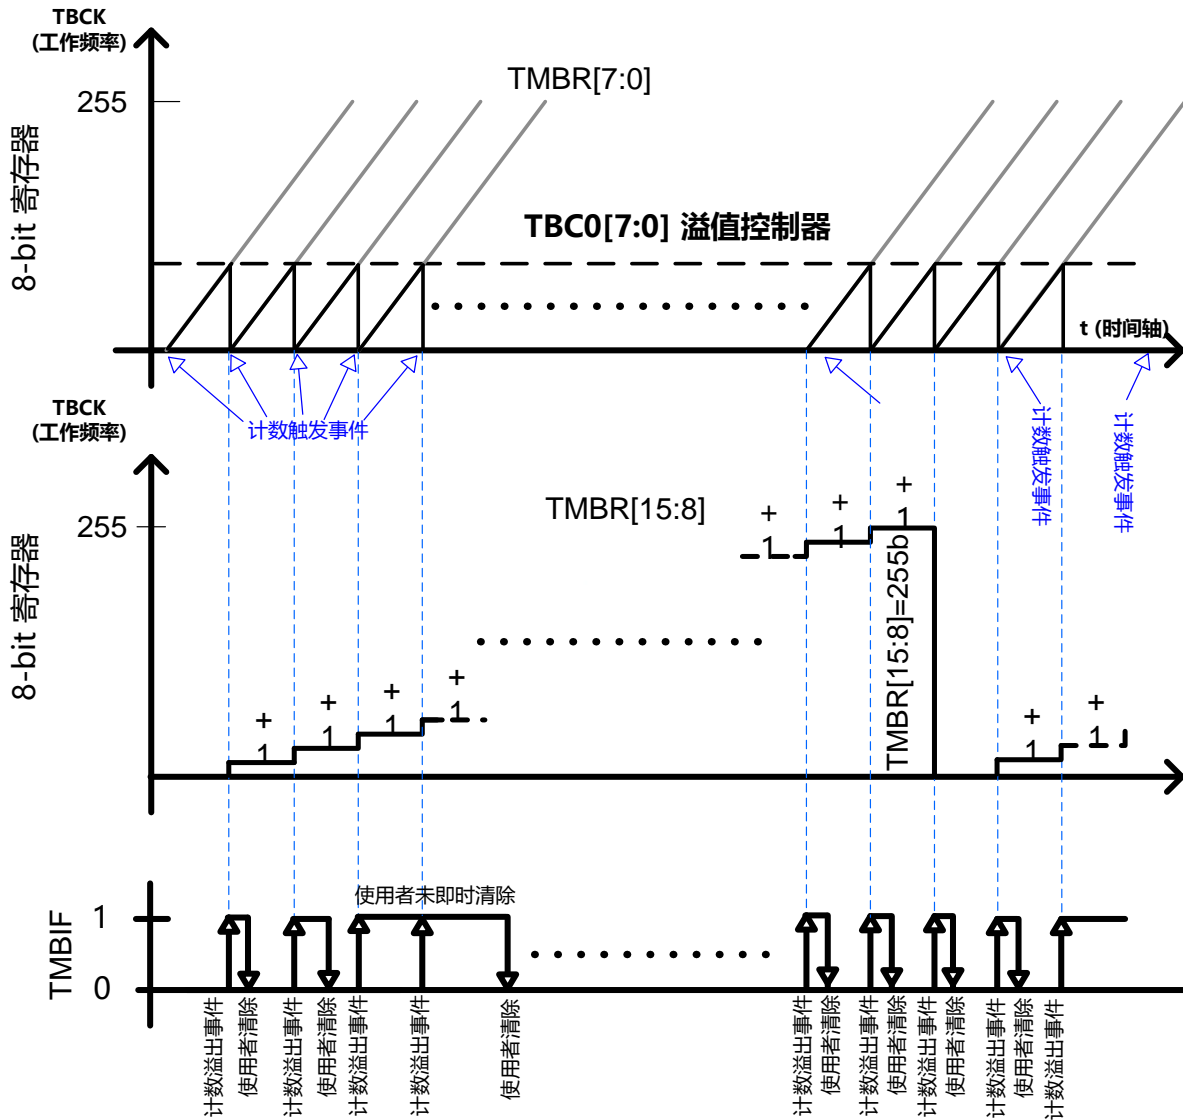 TBCK
(工作频率)
255
TMBR[7:0]
8-bit 寄存器
TBC0[7:0] 溢值控制器
t (时间轴)
计数触发事件
计数触发事件
计数触发事件
TBCK
(工作频率)
255
TMBR[15:8]
8-bit 寄存器
+
1
+
1
+
1
+
1
+
1
+
1
+
1
TMBR[15:8]=255b
+
1
+
1
TMBIF
1
0
使用者未即时清除
计数溢出事件
使用者清除
计数溢出事件
使用者清除
计数溢出事件
计数溢出事件
使用者清除
计数溢出事件
使用者清除
计数溢出事件
使用者清除
计数溢出事件
使用者清除
计数溢出事件
使用者清除
计数溢出事件